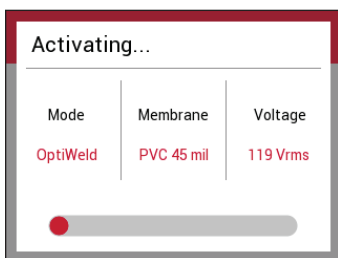 Activating...
Mode Membrane Voltage
OptiWeld PVC 45 mil 119 Vrms